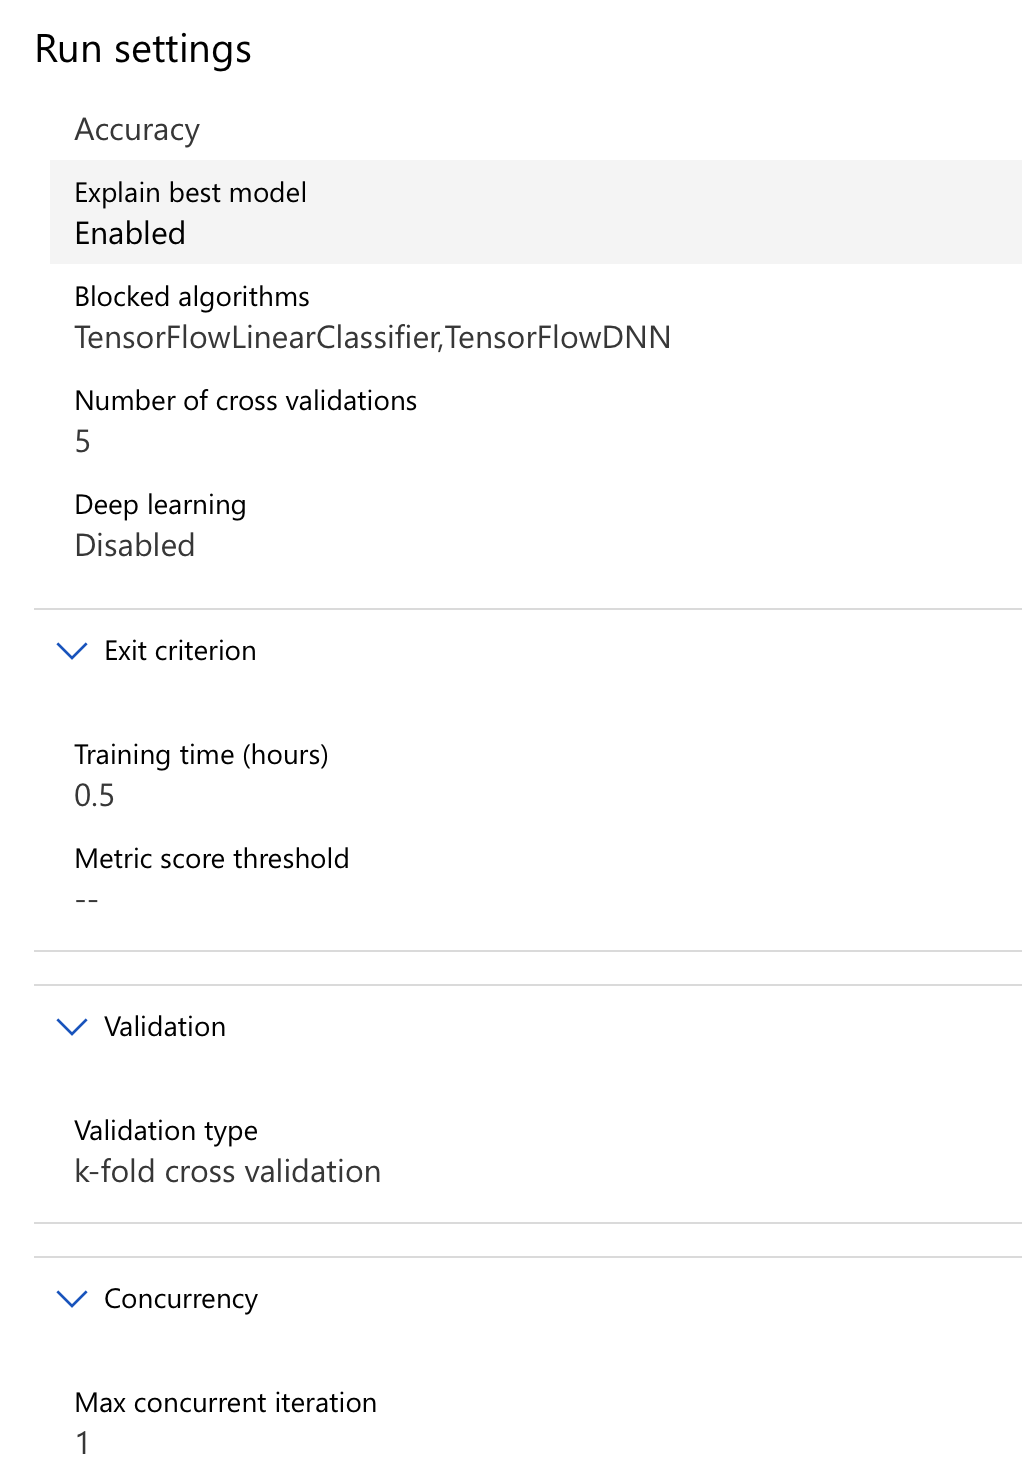 Run settings
Accuracy
Explain best model
Enabled
Blocked algorithms
TensorFlowLinearClassifier,TensorFlowDNN
Number of cross validations
5
Deep learning
Disabled
Exit criterion
Training time (hours)
0.5
Metric score threshold
--
Validation
Validation type
k-fold cross validation
Concurrency
Max concurrent iteration
1